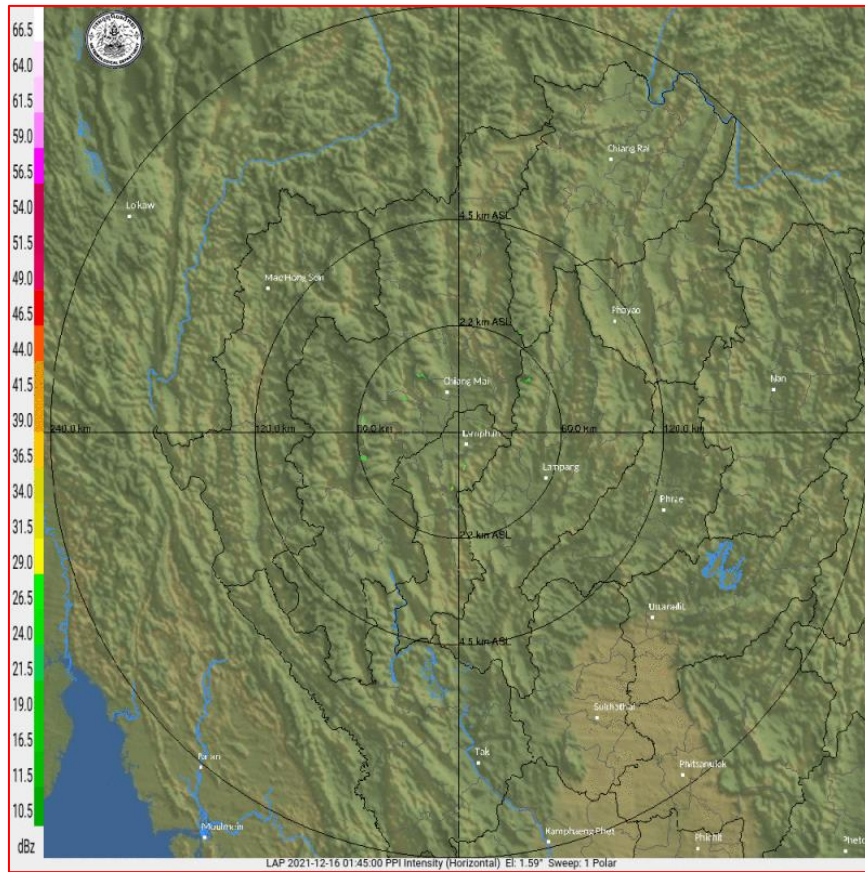 66.5
64.0
61.5
59.0
56.5
54.0
51.5
49.0
46.5
44.0
41.5
39.0
36.5
34.0
31.5
29.0
26.5
24.0
21.5
19.0
16.5
14.0
11.5
10.5
dBz
Chiang Rai
Lo'kaw
4.5 km ASL
Mae Hong Son
Phayao
2.2 km ASL
Chiang Mai
Nan
240.0 km
120.0 km
60.0 km
60.0 km
120.0 km
Lamphun
Lampang
Phrae
2.2 km ASL
Uttaradit
4.5 km ASL
Sukhothai
Tak
Pa'an
Phitsanulok
Moulmein
Kamphaeng Phet
Phichit
LAP 2021-12-16 01:45:00 PPI Intensity (Horizontal) El: 1.59° Sweep: 1 Polar